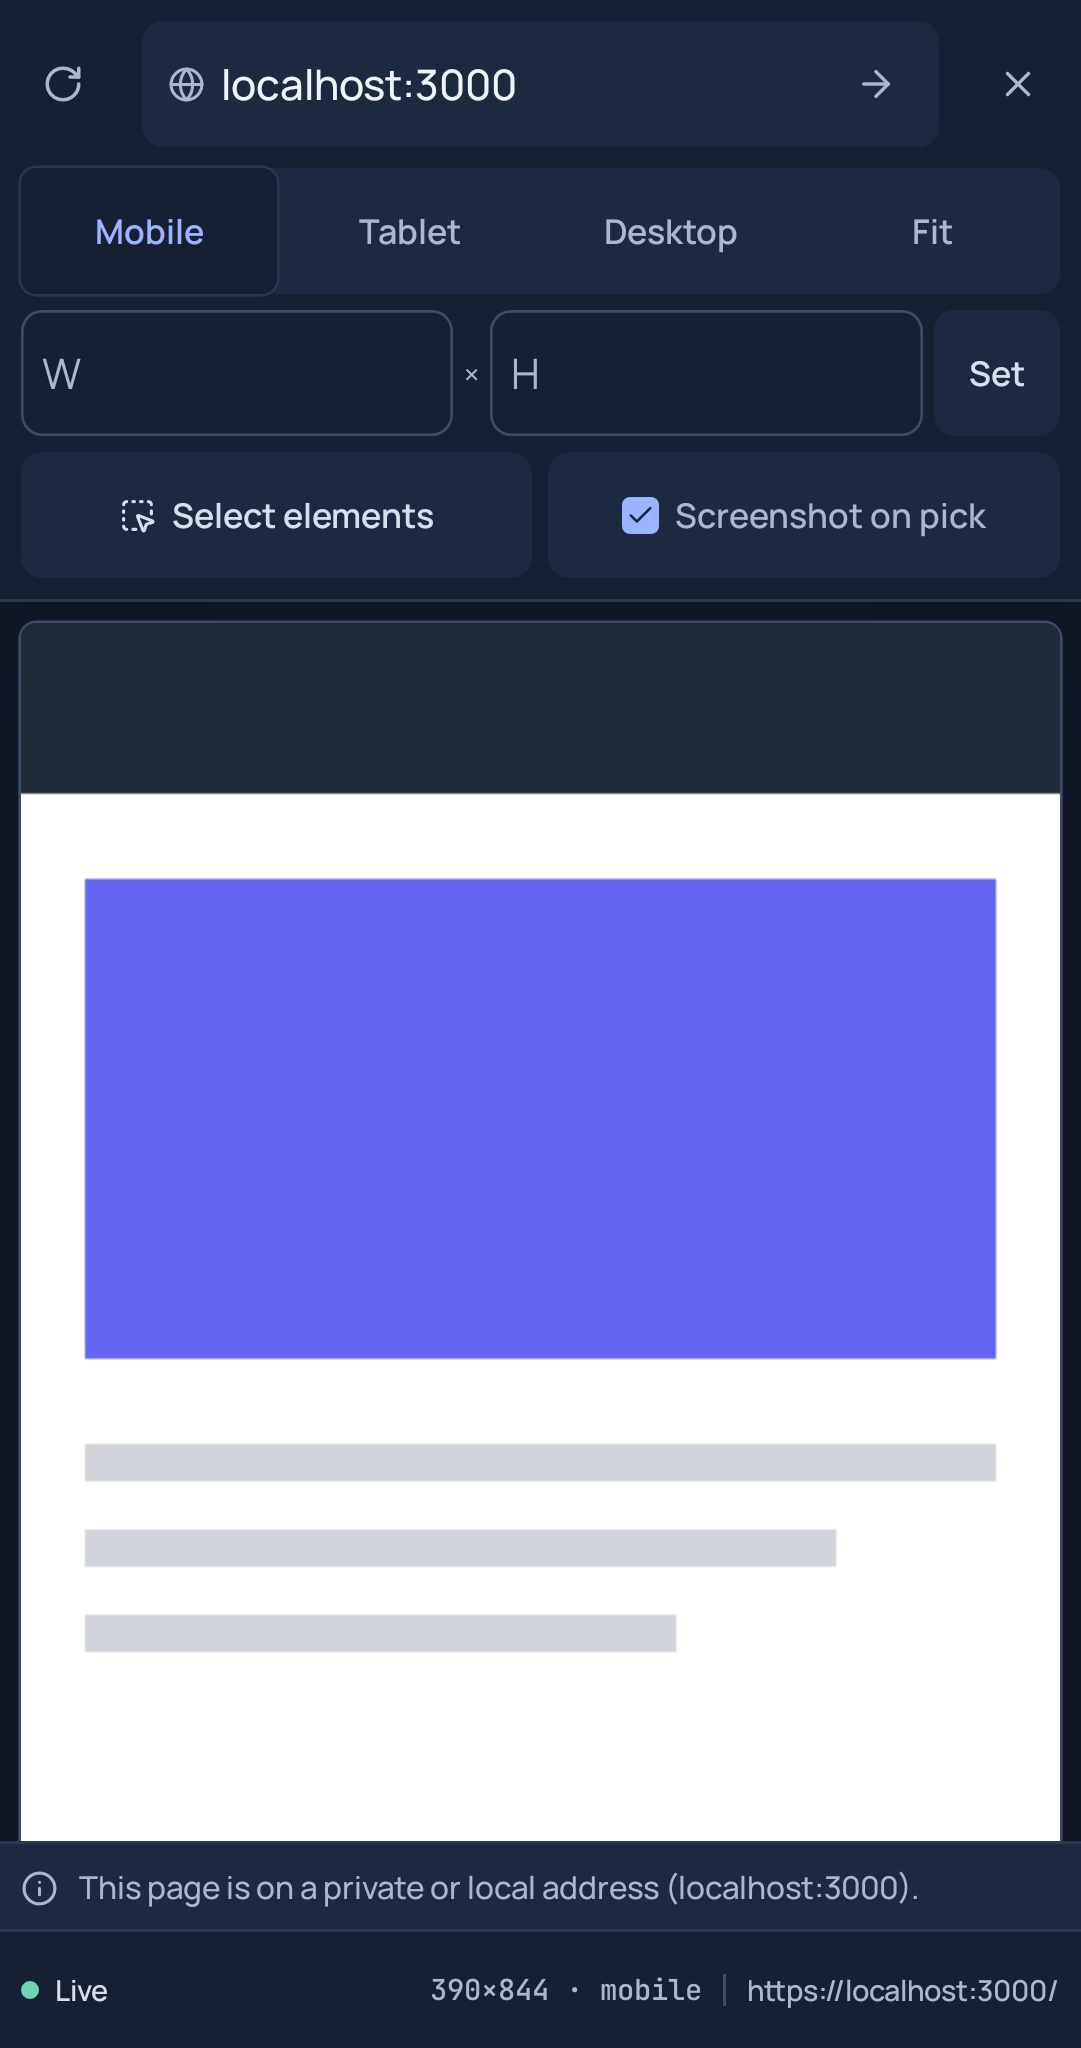 localhost:3000
Mobile Tablet Desktop Fit
W × H Set
Select elements Screenshot on pick
This page is on a private or local address (localhost:3000).
Live 390×844 · mobile https://localhost:3000/